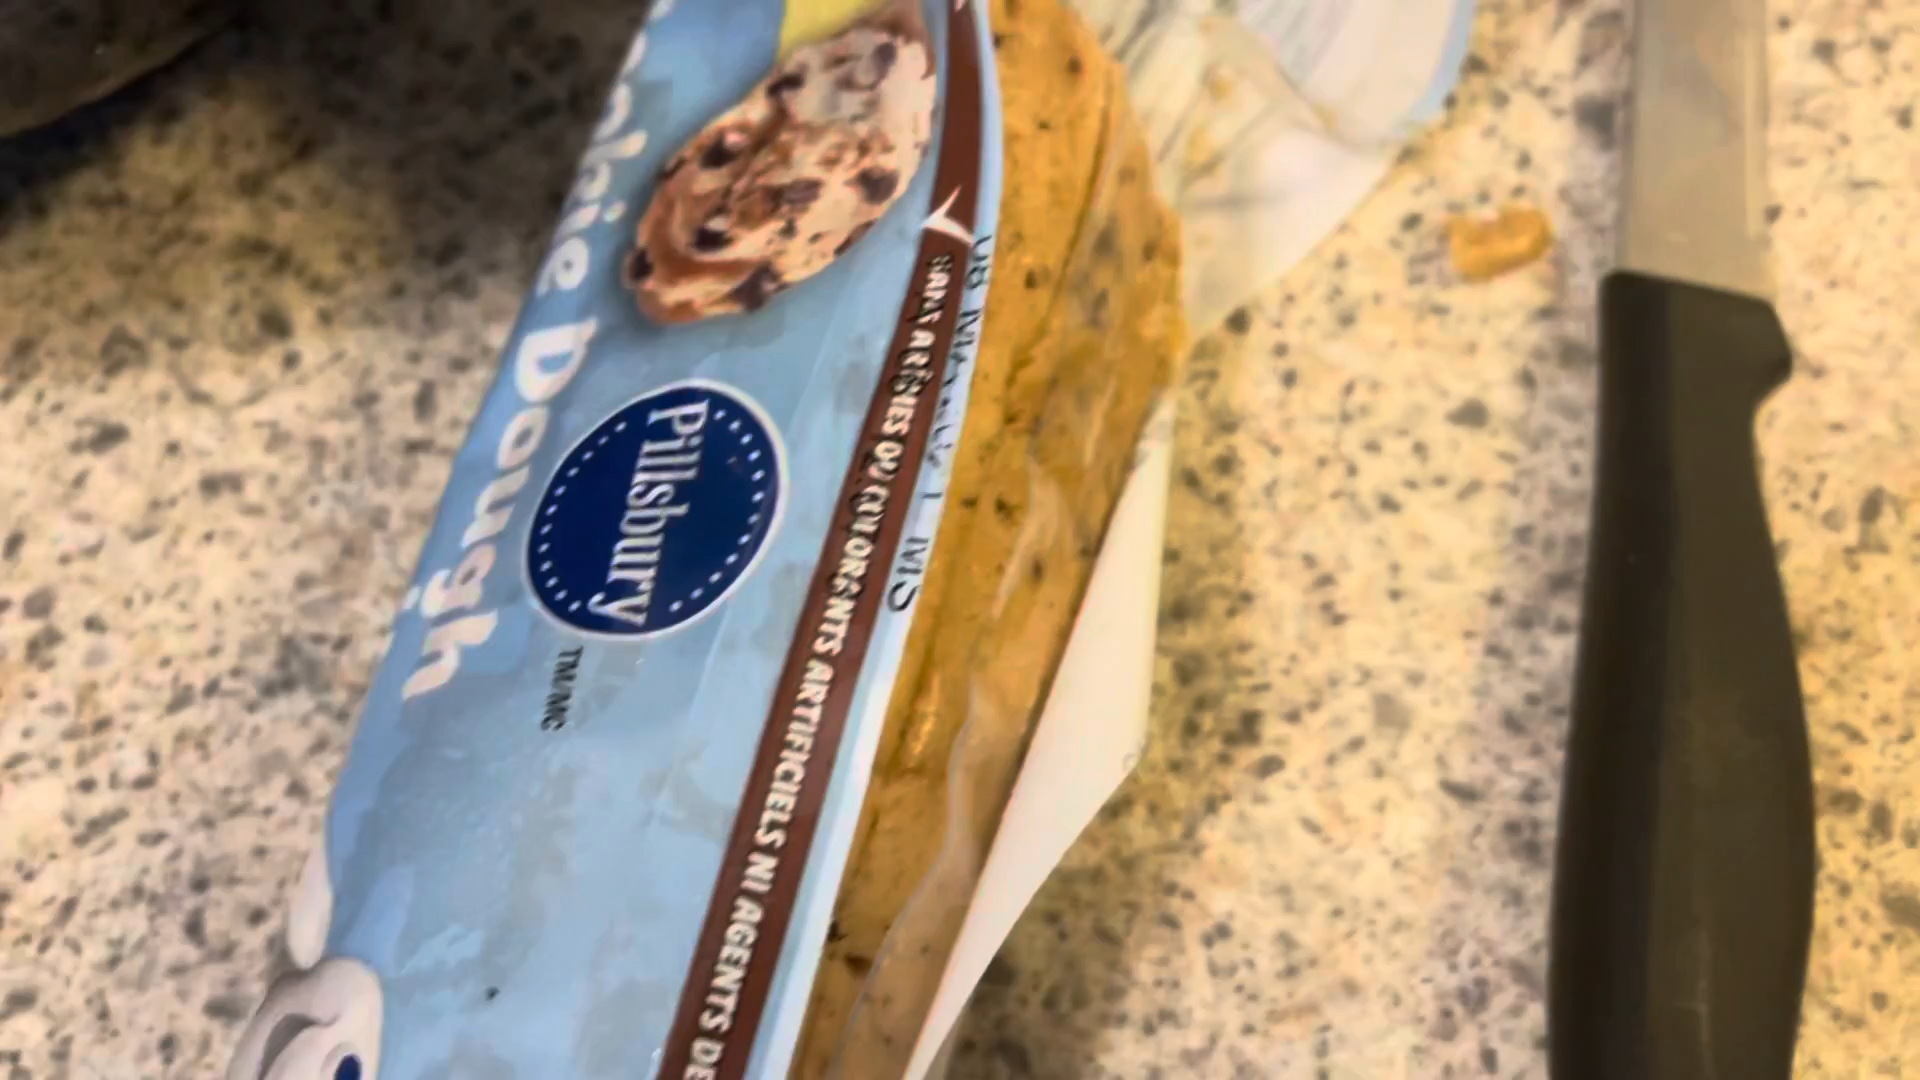 Cookie Dough
Pillsbury
TM/MC
SANS ARÔMES OU COLORANTS ARTIFICIELS NI AGENTS DE